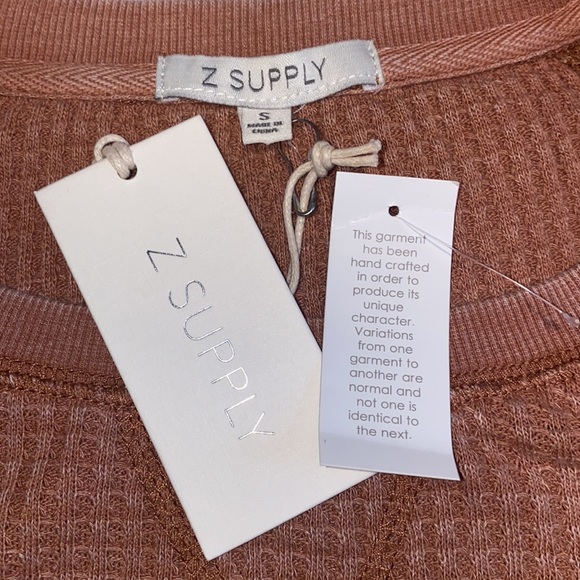 Z SUPPLY
S
MADE IN
CHINA
Z SUPPLY
This garment
has been
hand crafted
in order to
produce its
unique
character.
Variations
from one
garment to
another are
normal and
not one is
identical to
the next.